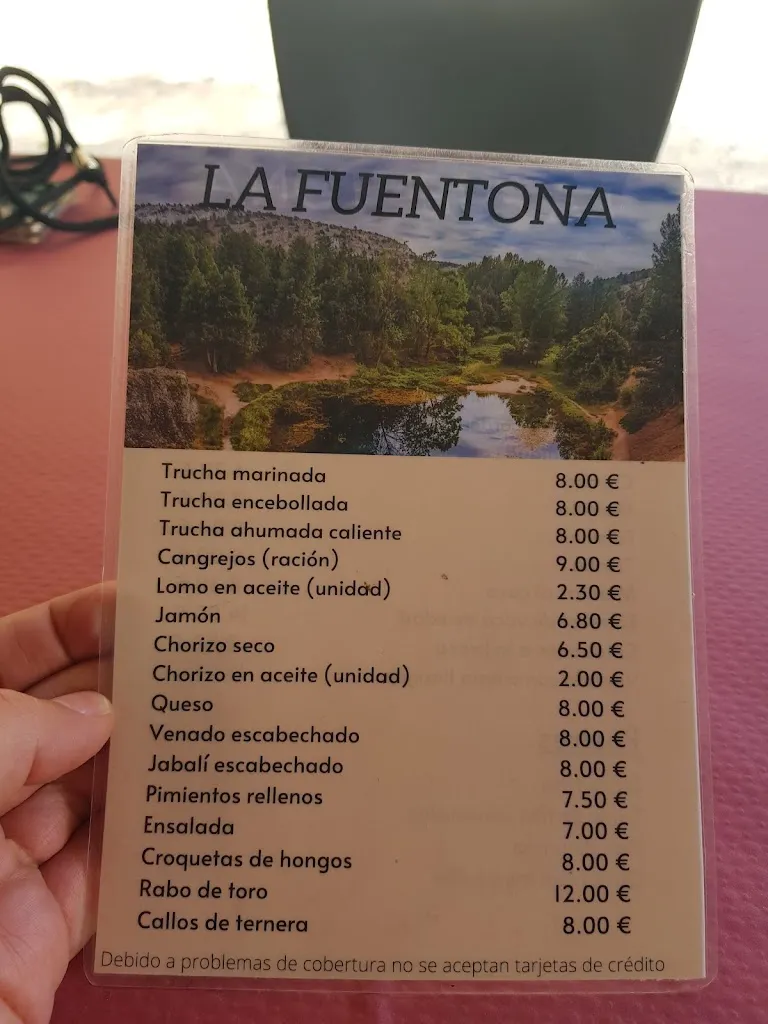 LA FUENTONA
Trucha marinada 8.00 €
Trucha encebollada 8.00 €
Trucha ahumada caliente 8.00 €
Cangrejos (ración) 9.00 €
Lomo en aceite (unidad) 2.30 €
Jamón 6.80 €
Chorizo seco 6.50 €
Chorizo en aceite (unidad) 2.00 €
Queso 8.00 €
Venado escabechado 8.00 €
Jabalí escabechado 8.00 €
Pimientos rellenos 7.50 €
Ensalada 7.00 €
Croquetas de hongos 8.00 €
Rabo de toro 12.00 €
Callos de ternera 8.00 €
Debido a problemas de cobertura no se aceptan tarjetas de crédito